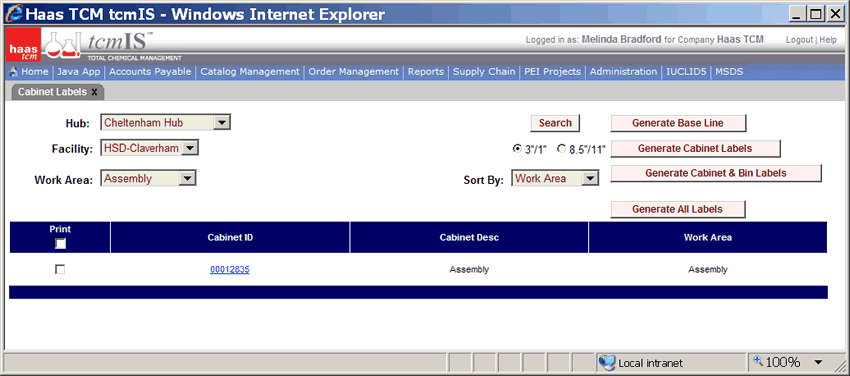 Haas TCM tcmIS - Windows Internet Explorer
haas tcm
tcmIS™
TOTAL CHEMICAL MANAGEMENT
Logged in as: Melinda Bradford for Company Haas TCM
Logout | Help
Home | Java App | Accounts Payable | Catalog Management | Order Management | Reports | Supply Chain | PEI Projects | Administration | IUCLID5 | MSDS
Cabinet Labels x
Hub: Cheltenham Hub Search Generate Base Line
Facility: HSD-Claverham 3"/1" 8.5"/11" Generate Cabinet Labels
Work Area: Assembly Sort By: Work Area Generate Cabinet & Bin Labels
Generate All Labels
Print Cabinet ID Cabinet Desc Work Area
00012835 Assembly Assembly
Local intranet 100%